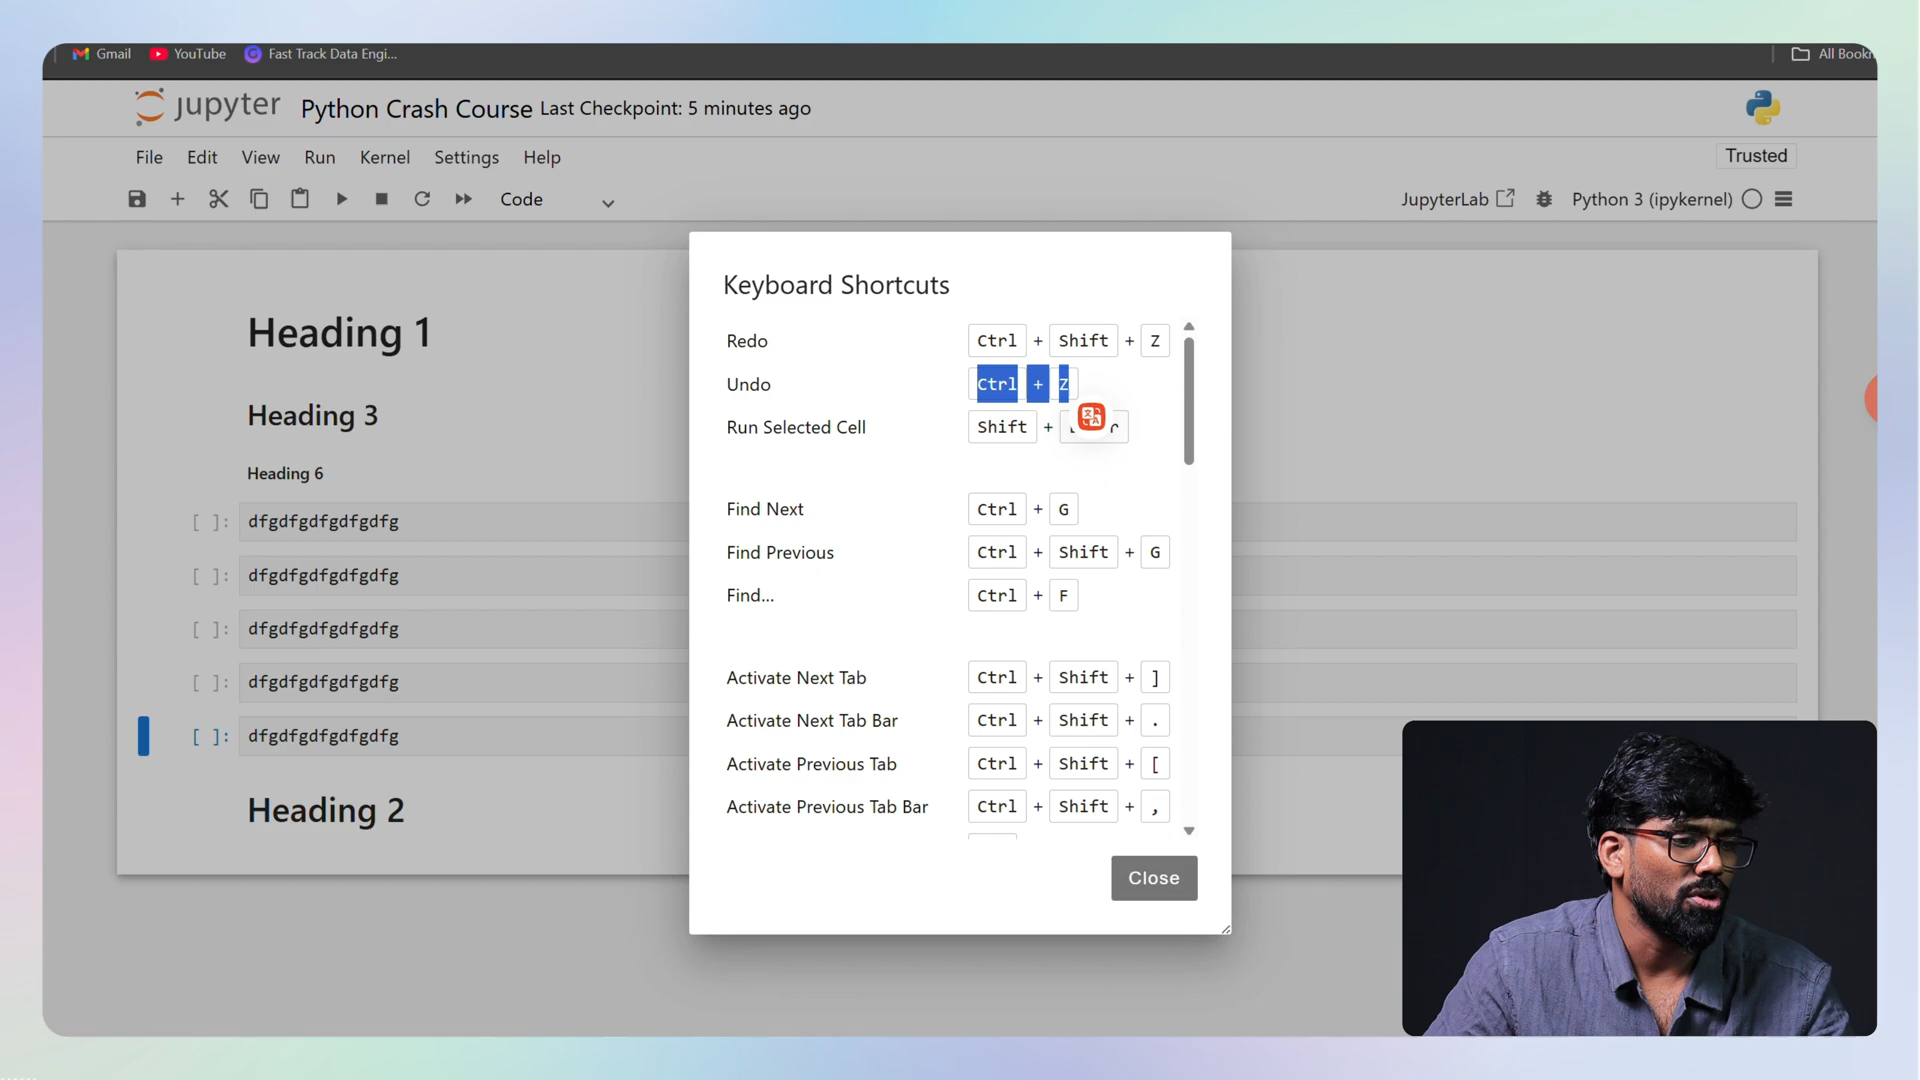 Gmail YouTube Fast Track Data Engi... All Bookn
jupyter Python Crash Course Last Checkpoint: 5 minutes ago
File Edit View Run Kernel Settings Help Trusted
Code JupyterLab Python 3 (ipykernel)
Keyboard Shortcuts
Redo Ctrl + Shift + Z
Undo Ctrl + Z
Run Selected Cell Shift +
Find Next Ctrl + G
Find Previous Ctrl + Shift + G
Find... Ctrl + F
Activate Next Tab Ctrl + Shift + ]
Activate Next Tab Bar Ctrl + Shift + .
Activate Previous Tab Ctrl + Shift + [
Activate Previous Tab Bar Ctrl + Shift + ,
Close
Heading 1
Heading 3
Heading 6
[ ]: dfgdfgdfgdfgdfg
[ ]: dfgdfgdfgdfgdfg
[ ]: dfgdfgdfgdfgdfg
[ ]: dfgdfgdfgdfgdfg
[ ]: dfgdfgdfgdfgdfg
Heading 2